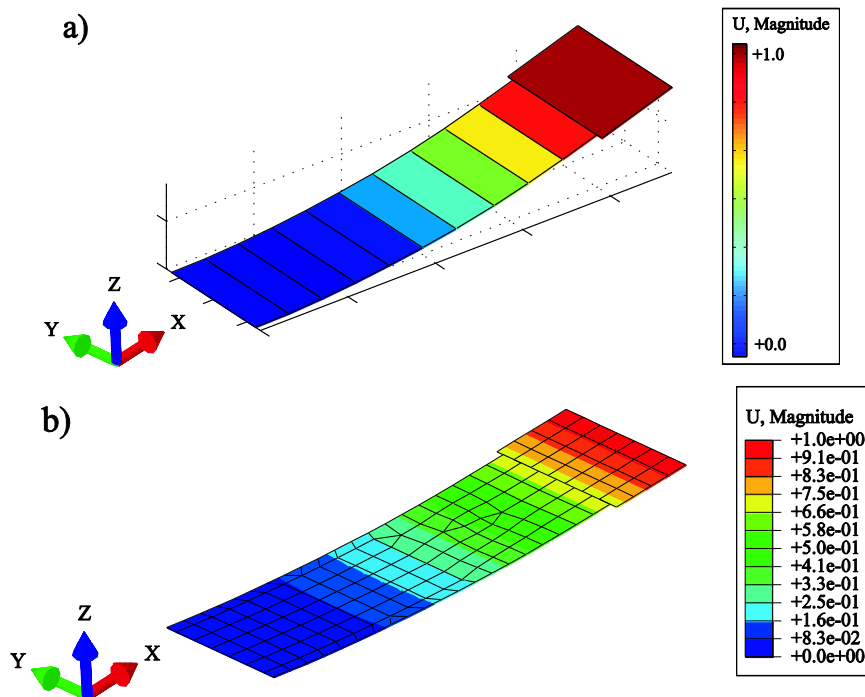 a)
U, Magnitude
+1.0
+0.0
Z
Y
X
b)
U, Magnitude
+1.0e+00
+9.1e-01
+8.3e-01
+7.5e-01
+6.6e-01
+5.8e-01
+5.0e-01
+4.1e-01
+3.3e-01
+2.5e-01
+1.6e-01
+8.3e-02
+0.0e+00
Z
Y
X